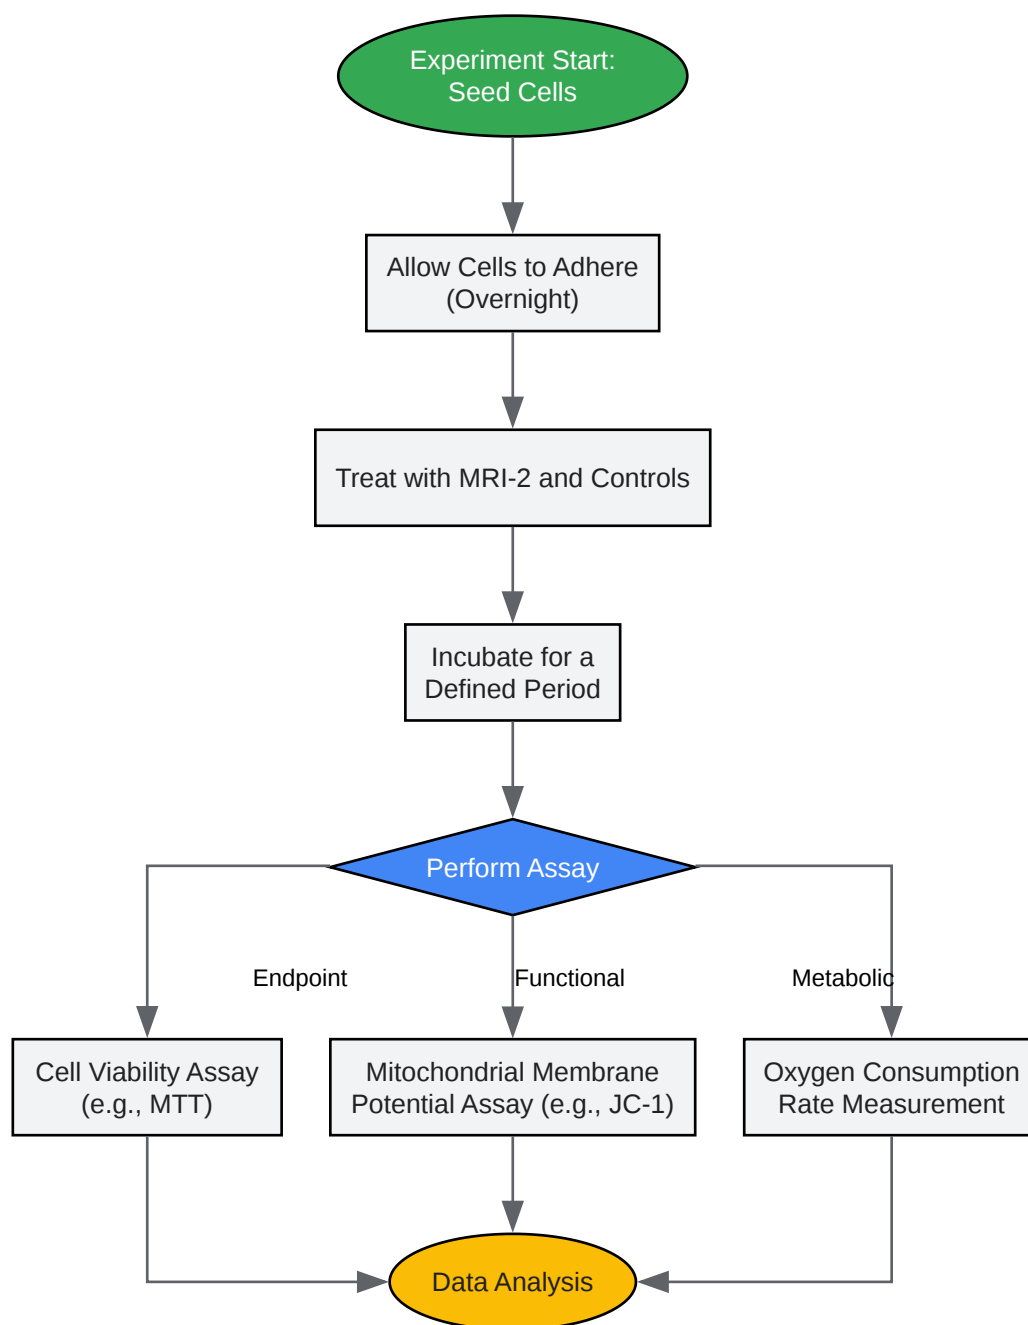 Experiment Start:
Seed Cells
Allow Cells to Adhere
(Overnight)
Treat with MRI-2 and Controls
Incubate for a
Defined Period
Perform Assay
Endpoint
Functional
Metabolic
Cell Viability Assay
(e.g., MTT)
Mitochondrial Membrane
Potential Assay (e.g., JC-1)
Oxygen Consumption
Rate Measurement
Data Analysis